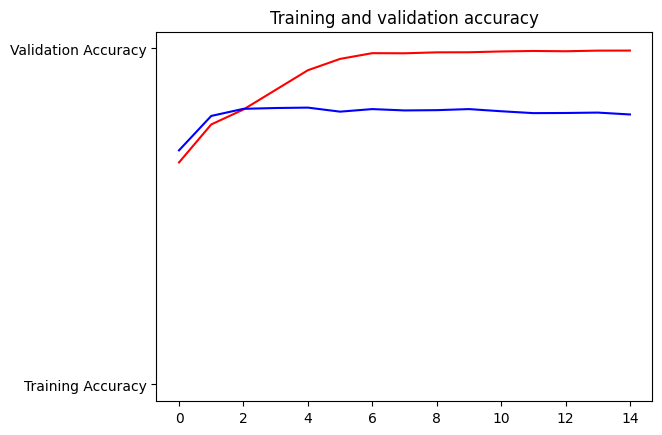 Training and validation accuracy
Validation Accuracy
Training Accuracy
0 2 4 6 8 10 12 14